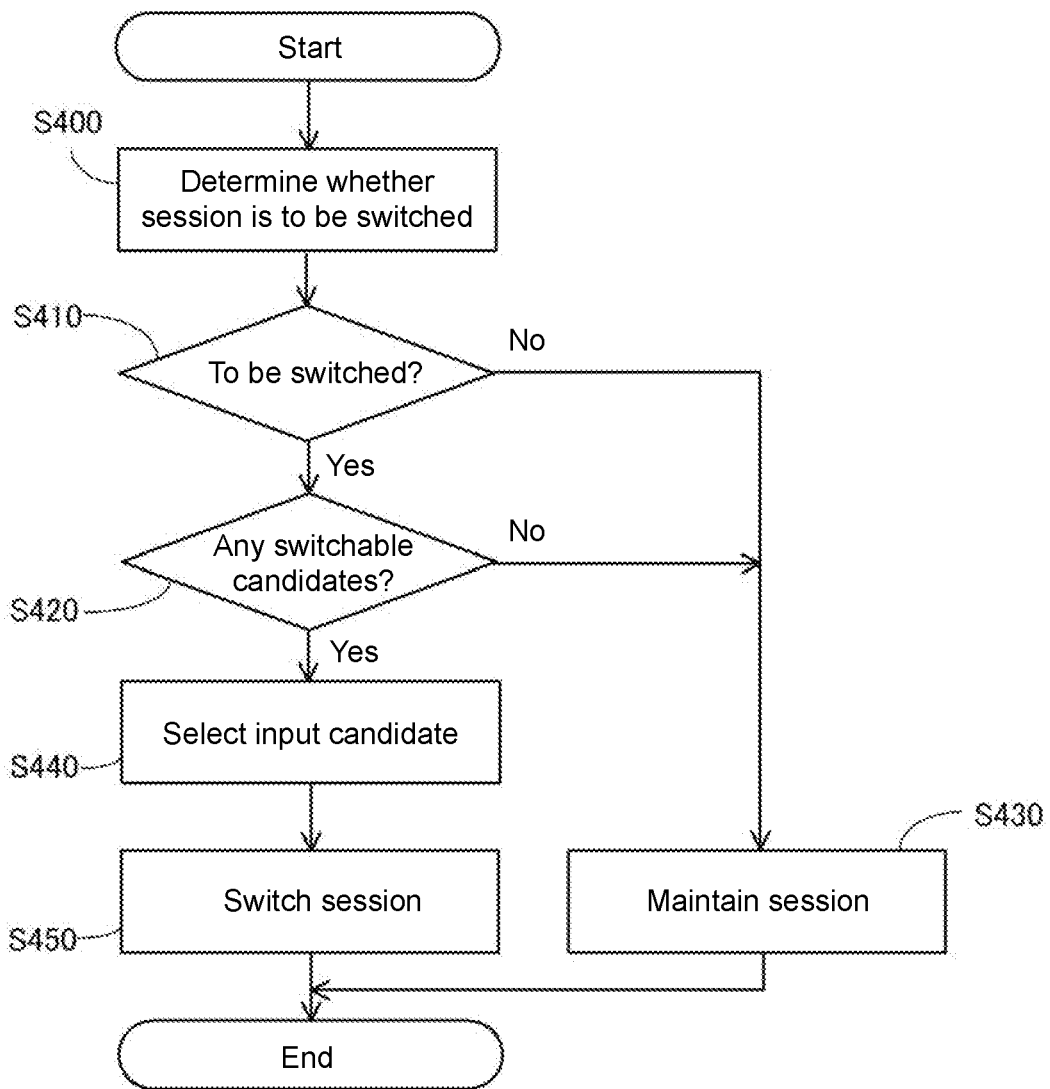 Start
S400
Determine whether
session is to be switched
S410
To be switched?
No
Yes
Any switchable
candidates?
No
S420
Yes
Select input candidate
S440
S430
Switch session
Maintain session
S450
End